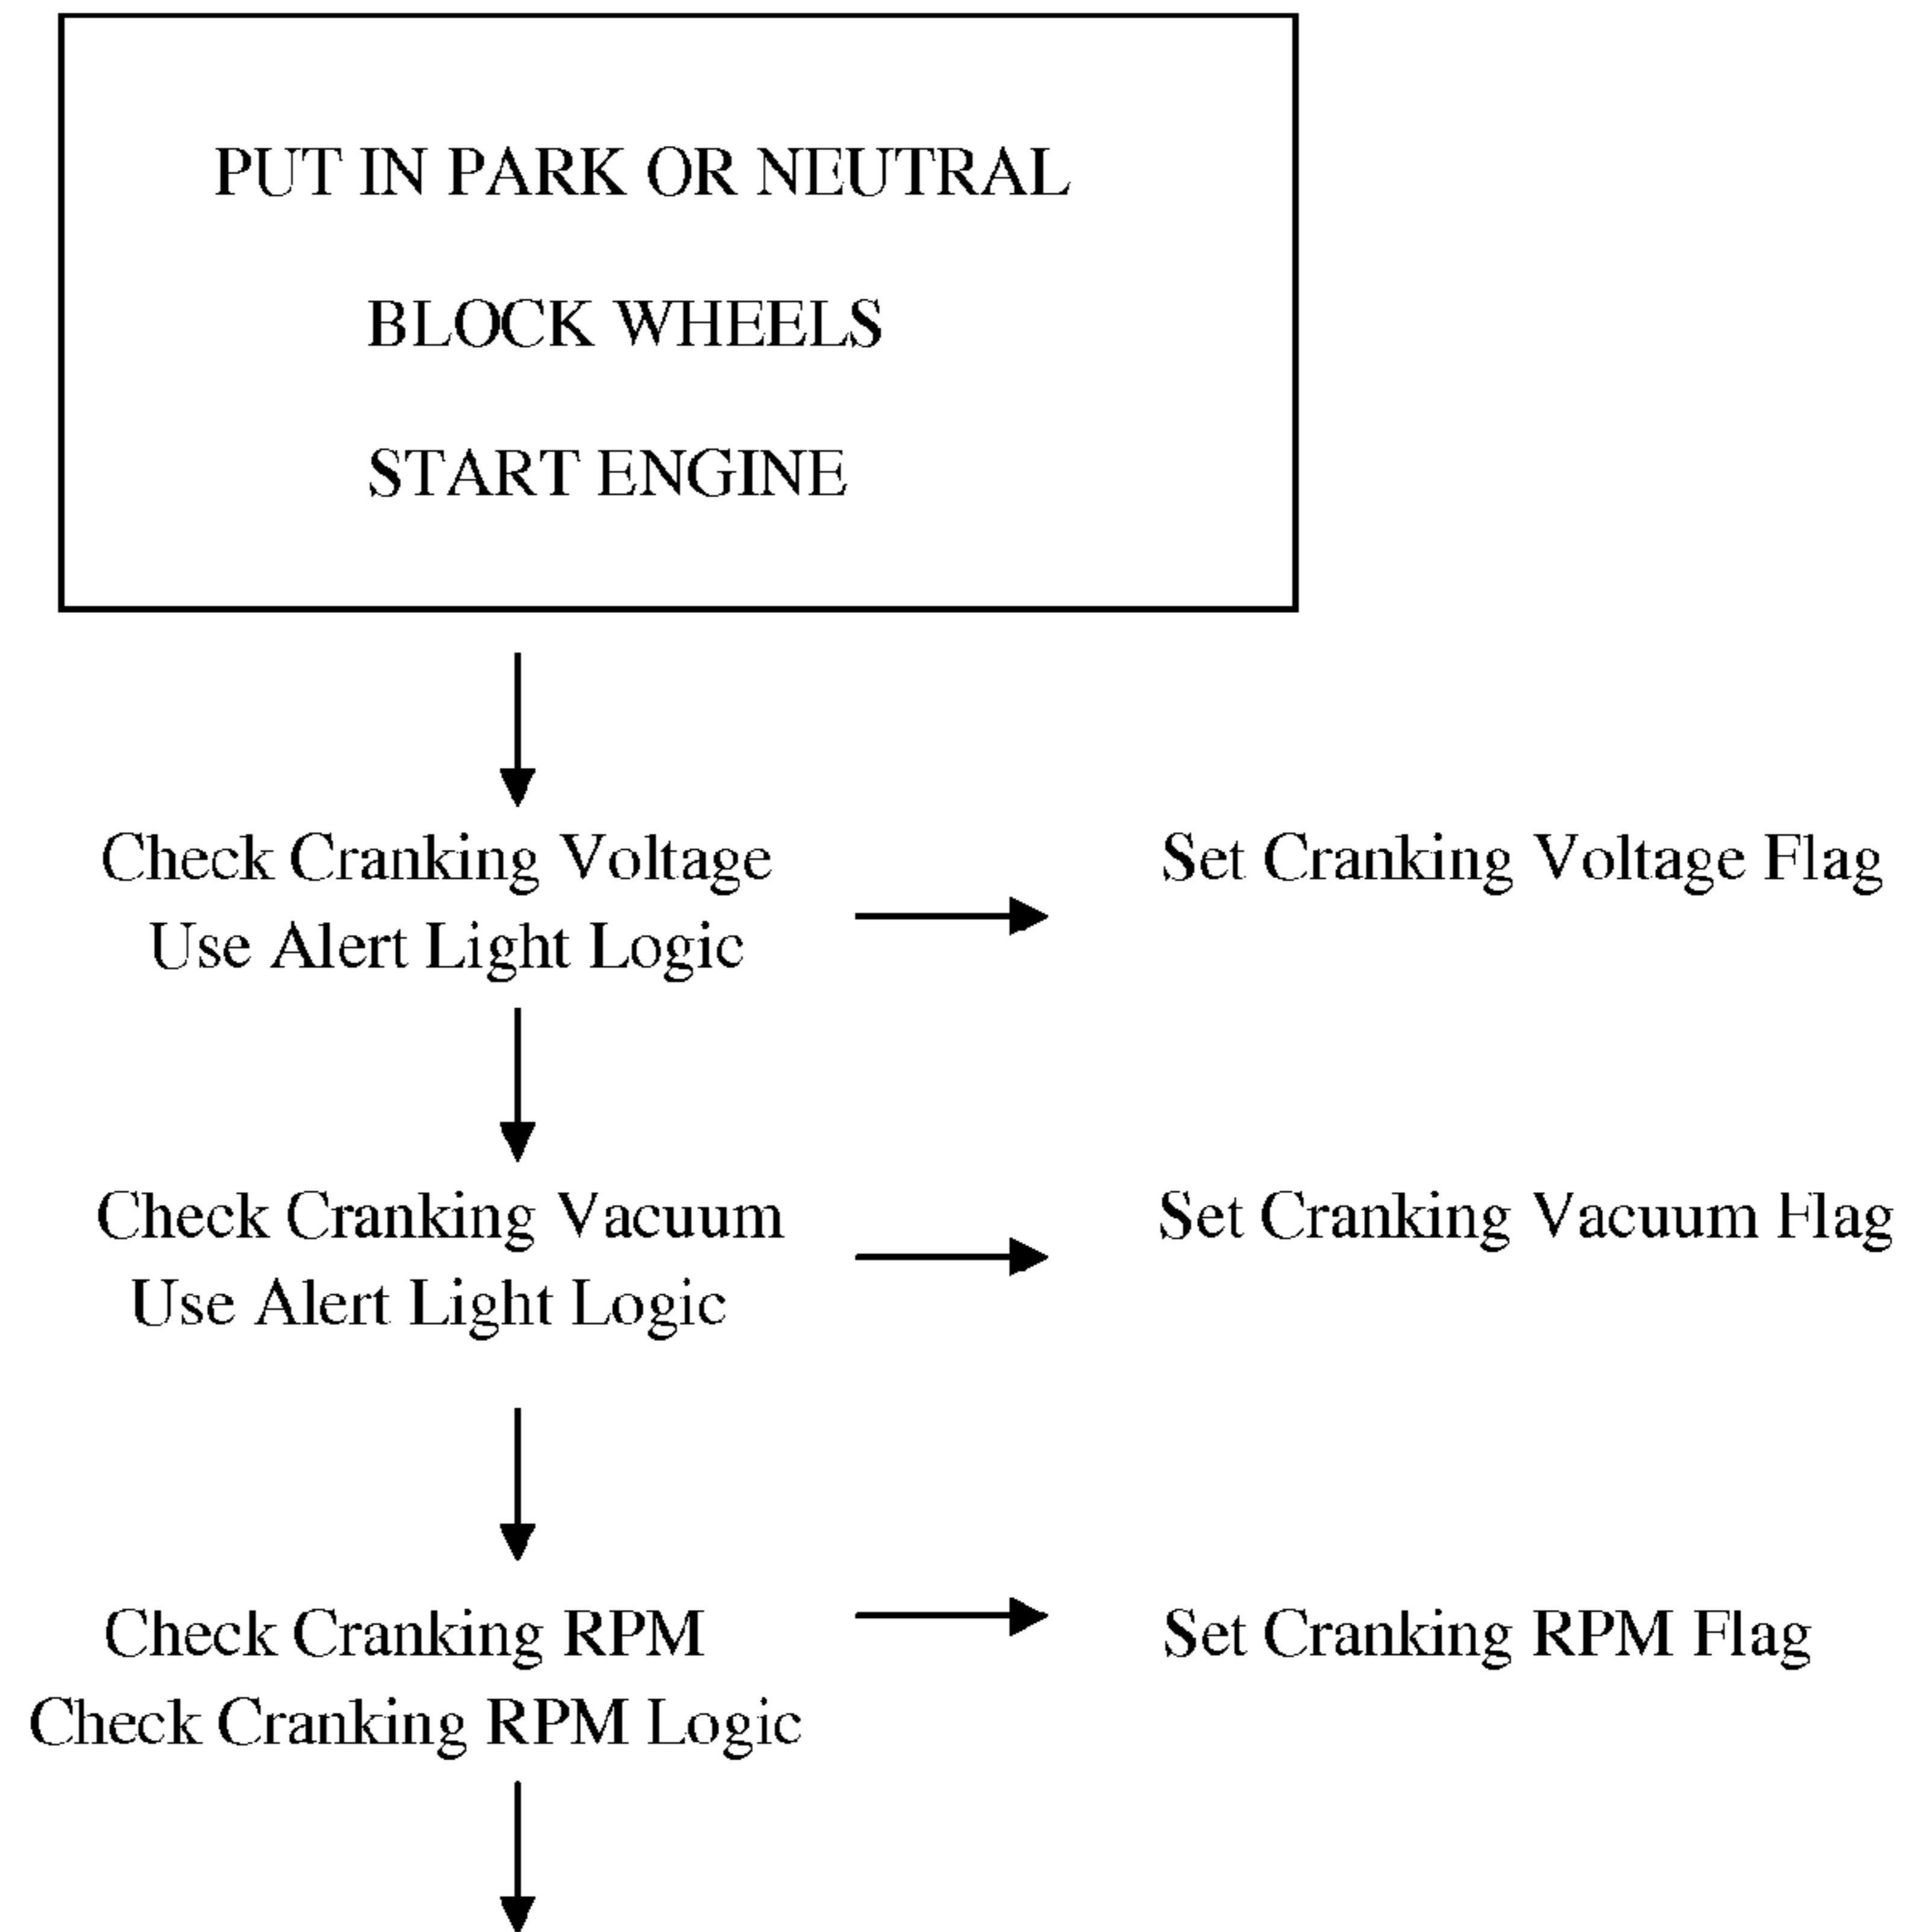 PUT IN PARK OR NEUTRAL
BLOCK WHEELS
START ENGINE
Check Cranking Voltage
Use Alert Light Logic
Set Cranking Voltage Flag
Check Cranking Vacuum
Use Alert Light Logic
Set Cranking Vacuum Flag
Check Cranking RPM
Check Cranking RPM Logic
Set Cranking RPM Flag